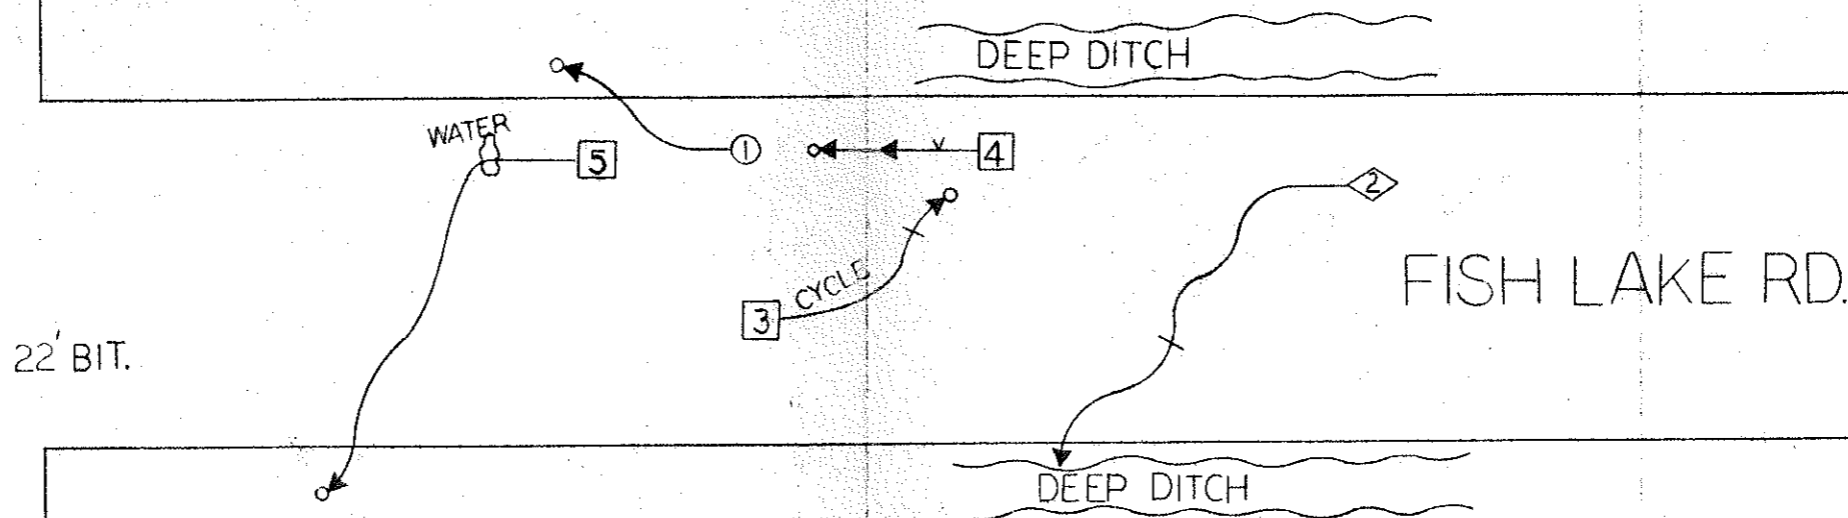 DEEP DITCH
WATER
5
1
4
2
CYCLE
3
FISH LAKE RD.
22' BIT.
DEEP DITCH